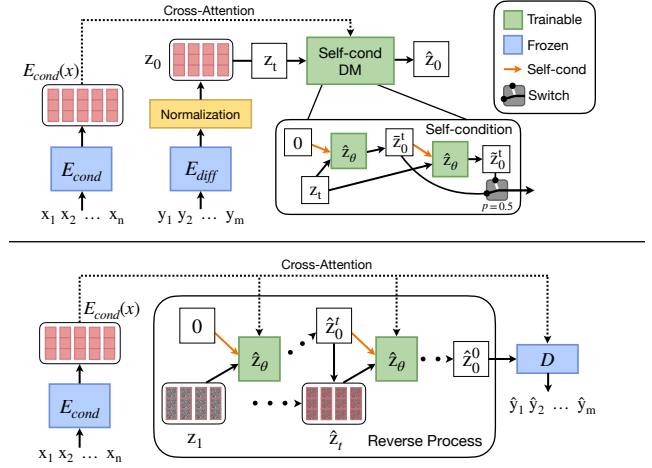 Cross-Attention
E_cond(x)
z_0
z_t
Self-cond
DM
ẑ_0
Trainable
Frozen
Self-cond
Switch
Normalization
E_cond
E_diff
x_1 x_2 … x_n
y_1 y_2 … y_m
Self-condition
0
ẑ_θ
z̄_0^t
ẑ_θ
z̃_0^t
z_t
p = 0.5
Cross-Attention
E_cond(x)
0
ẑ_θ
ẑ_0^t
ẑ_θ
ẑ_0^0
D
E_cond
z_1
ẑ_t
Reverse Process
ŷ_1 ŷ_2 … ŷ_m
x_1 x_2 … x_n